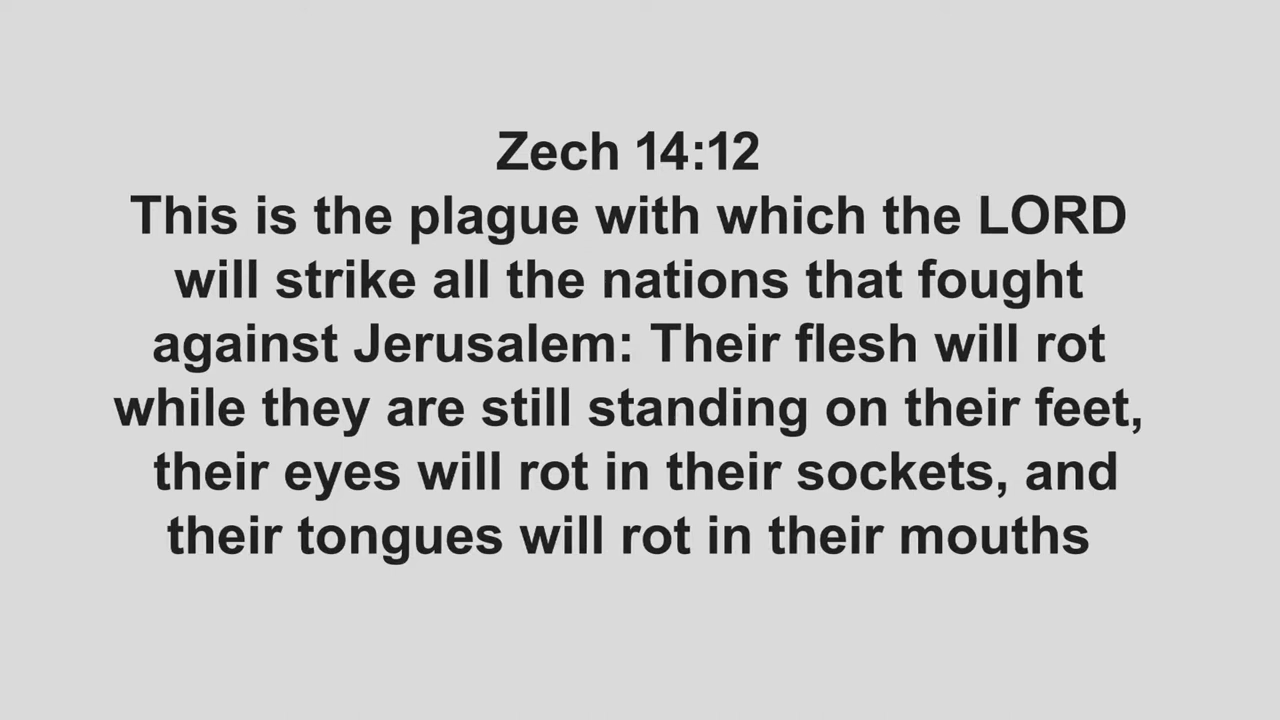 Zech 14:12
This is the plague with which the LORD
will strike all the nations that fought
against Jerusalem: Their flesh will rot
while they are still standing on their feet,
their eyes will rot in their sockets, and
their tongues will rot in their mouths